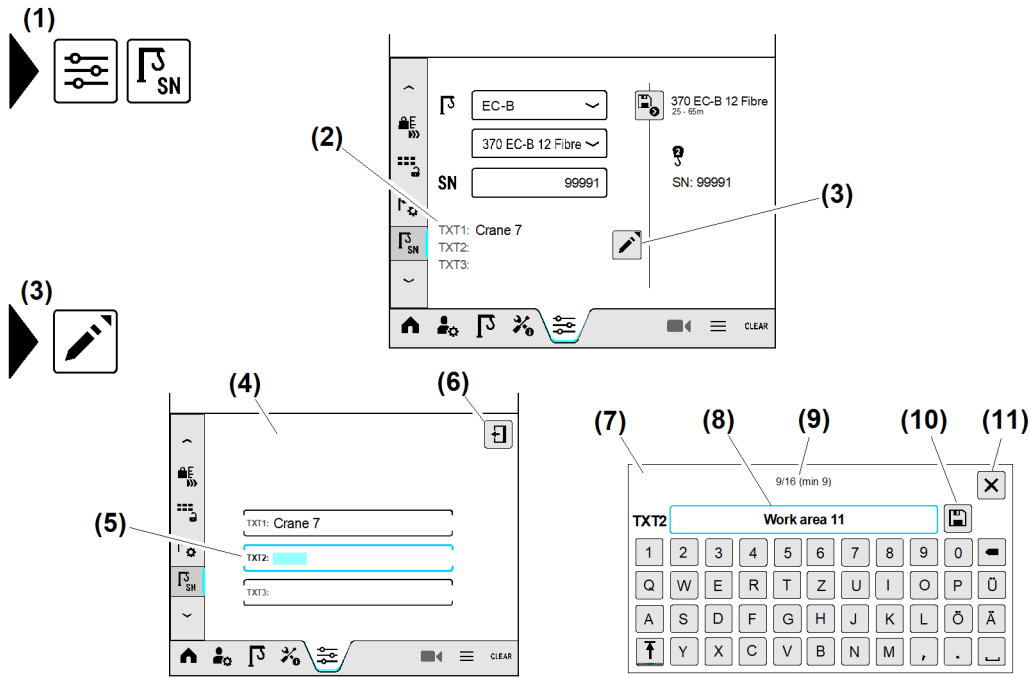 (1)
SN
EC-B
370 EC-B 12 Fibre
25 - 65m
E
(2)
370 EC-B 12 Fibre
2
SN
99991
SN: 99991
(3)
TXT1: Crane 7
SN
TXT2:
TXT3:
(3)
CLEAR
(4)
(6)
(5)
E
TXT1: Crane 7
TXT2:
SN
TXT3:
CLEAR
(7)
(8)
(9)
(10)
(11)
9/16 (min 9)
TXT2
Work area 11
1 2 3 4 5 6 7 8 9 0
Q W E R T Z U I O P Ü
A S D F G H J K L Ö Ä
Y X C V B N M , .